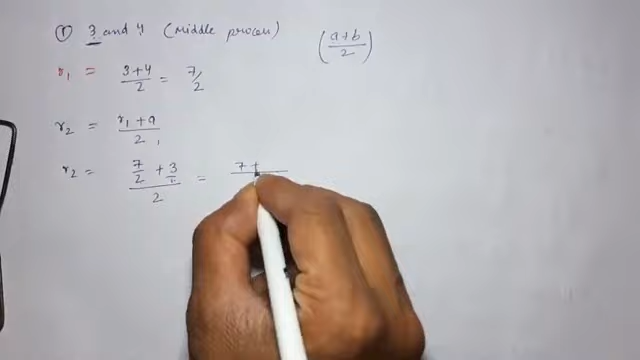 (r) 3 and 4 (middle process)
(a+b/2)
r₁ = 3+4/2 = 7/2
r₂ = r₁+a/2,
r₂ = 7/2 + 3/1 / 2 = 7+